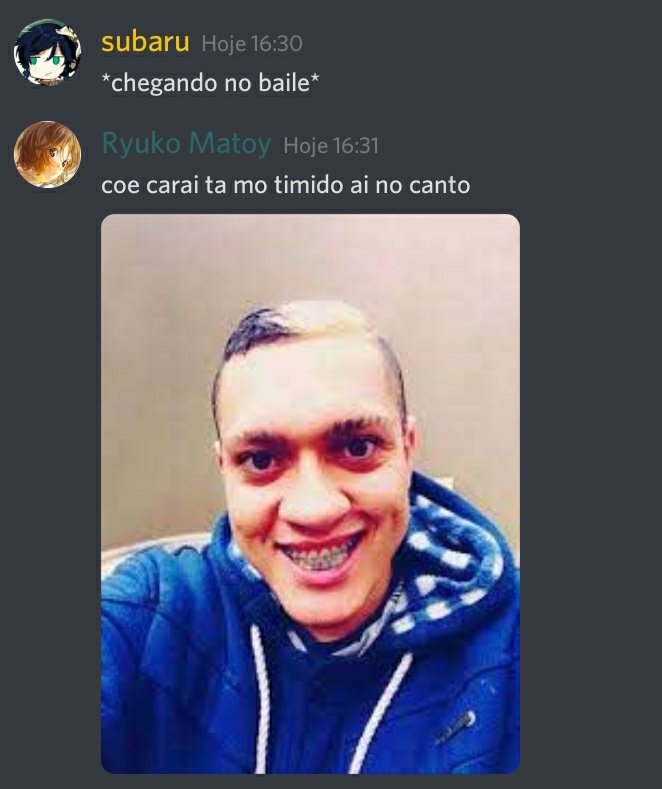 subaru Hoje 16:30
*chegando no baile*
Ryuko Matoy Hoje 16:31
coe carai ta mo timido ai no canto